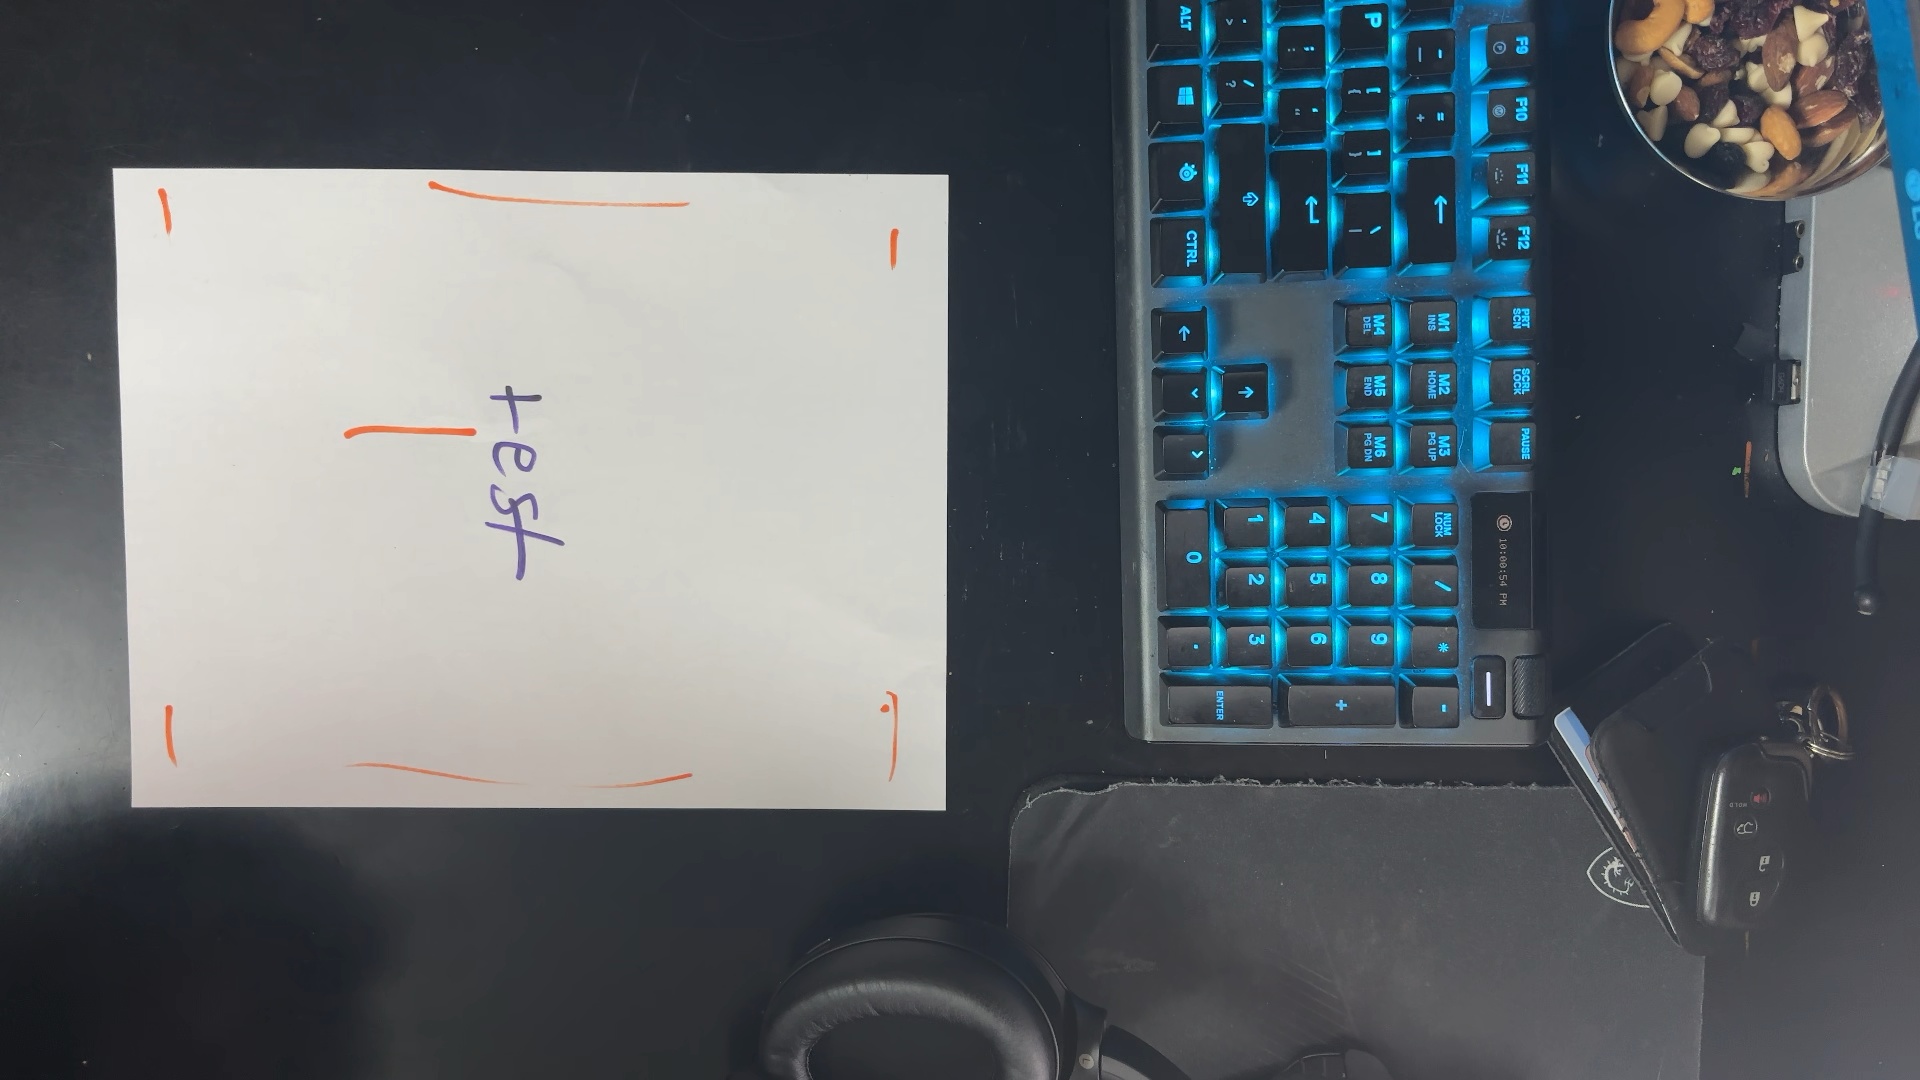 test
ALT
CTRL
P
F9
F10
F11
F12
PRT SCN
SCRL LOCK
PAUSE
M1 INS
M2 HOME
M3 PG UP
M4 DEL
M5 END
M6 PG DN
NUM LOCK
/
*
-
7
8
9
+
4
5
6
1
2
3
ENTER
0
.
10:00:54 PM
HOLD